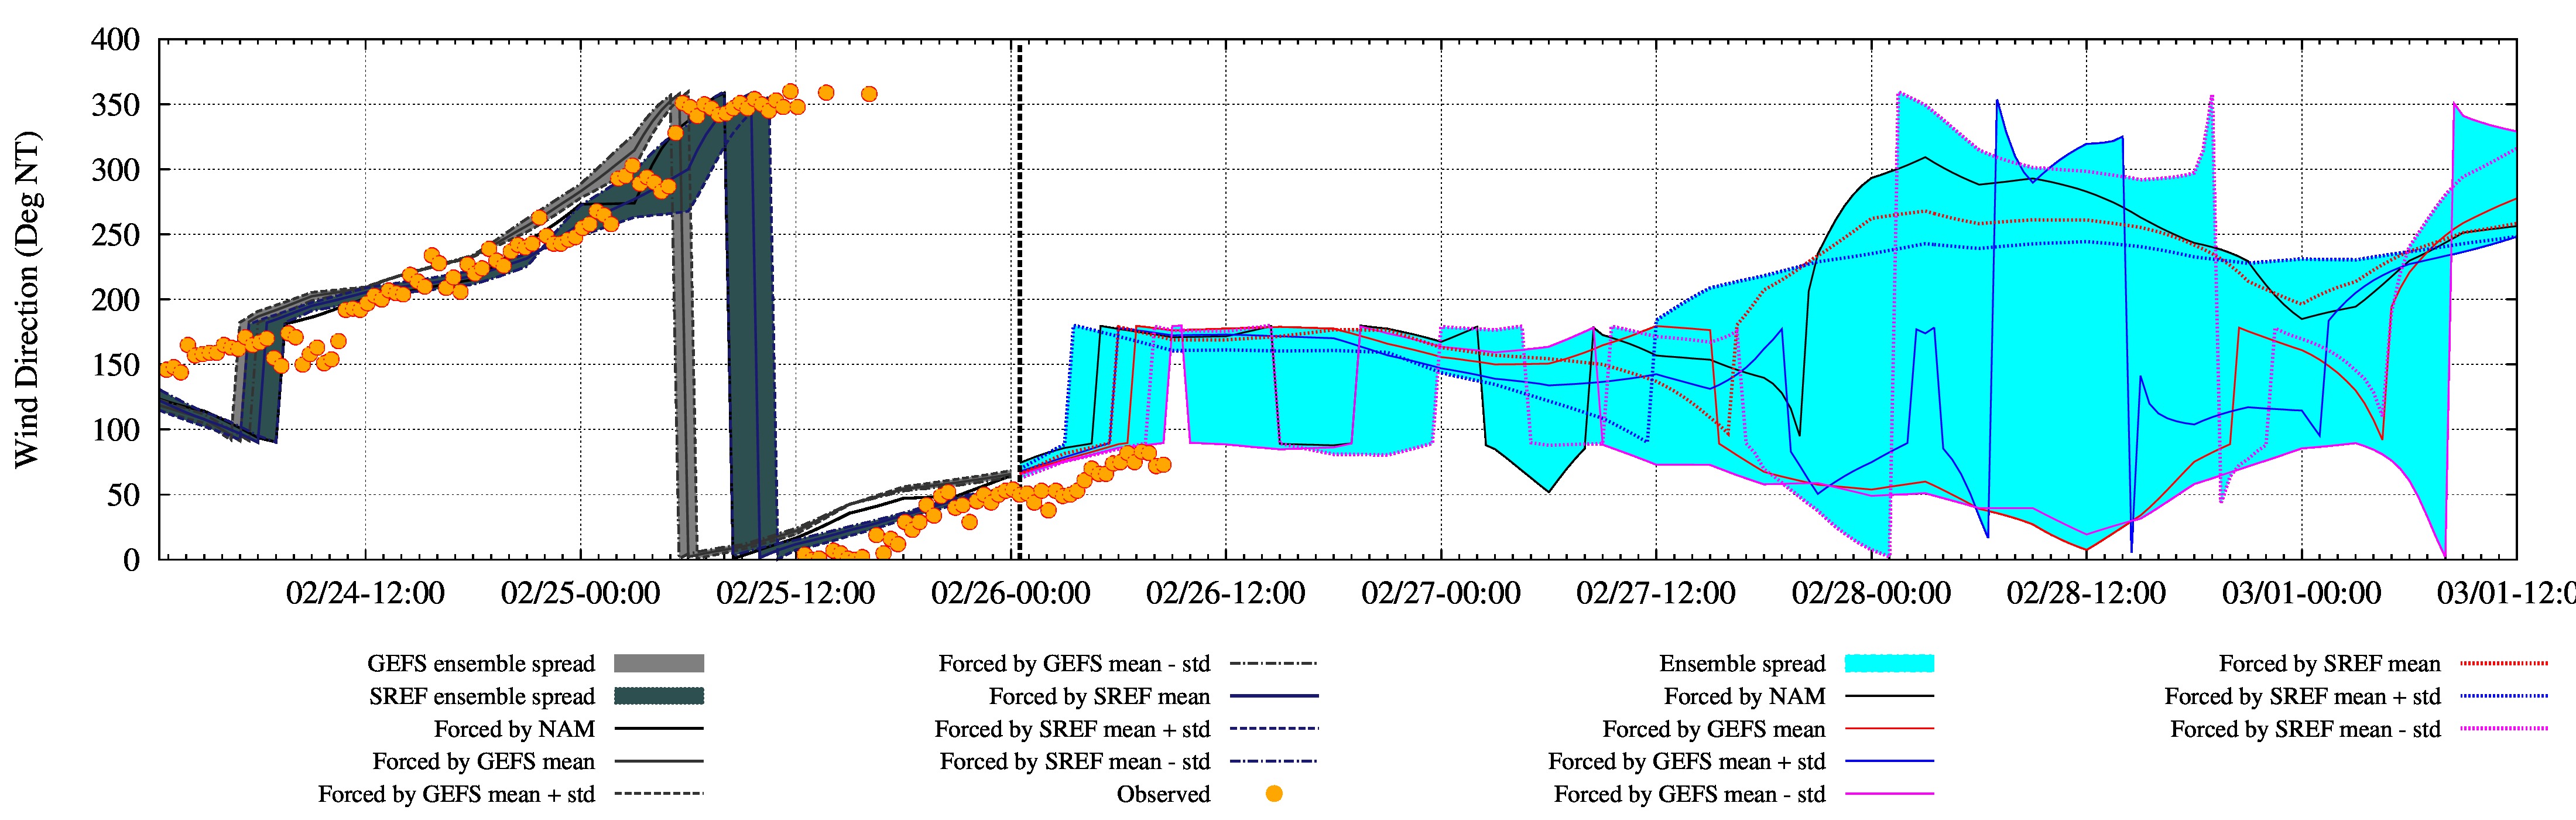 Wind Direction (Deg NT)
400
350
300
250
200
150
100
50
0
02/24-12:00 02/25-00:00 02/25-12:00 02/26-00:00 02/26-12:00 02/27-00:00 02/27-12:00 02/28-00:00 02/28-12:00 03/01-00:00 03/01-12:0
GEFS ensemble spread
SREF ensemble spread
Forced by NAM
Forced by GEFS mean
Forced by GEFS mean + std
Forced by GEFS mean - std
Forced by SREF mean
Forced by SREF mean + std
Forced by SREF mean - std
Observed
Ensemble spread
Forced by NAM
Forced by GEFS mean
Forced by GEFS mean + std
Forced by GEFS mean - std
Forced by SREF mean
Forced by SREF mean + std
Forced by SREF mean - std